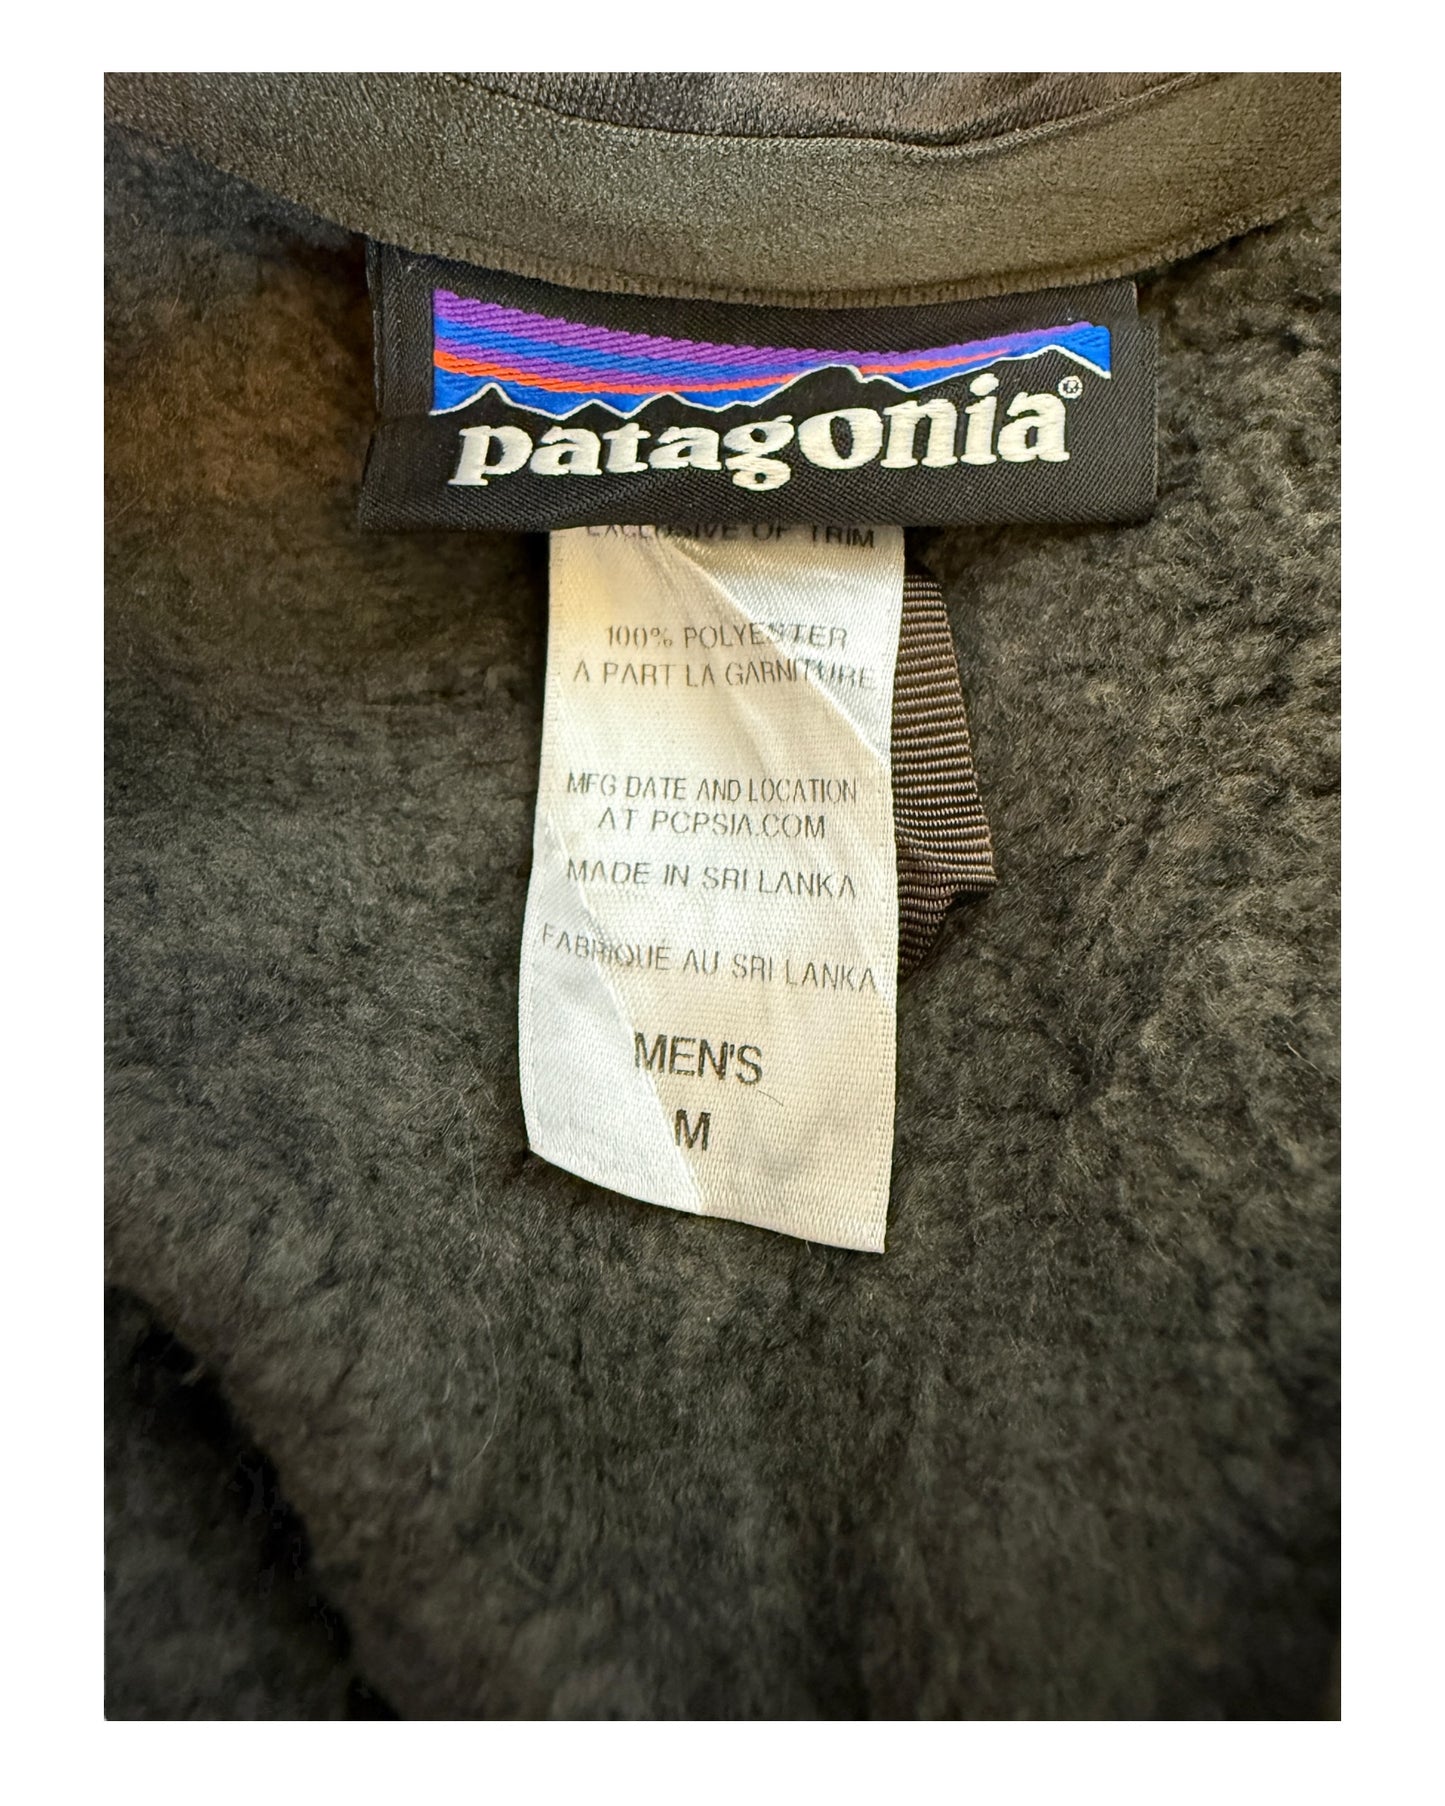 patagonia®
EXCLUSIVE OF TRIM
100% POLYESTER
A PART LA GARNITURE
MFG DATE AND LOCATION
AT PCPSIA.COM
MADE IN SRI LANKA
FABRIQUÉ AU SRI LANKA
MEN'S
M